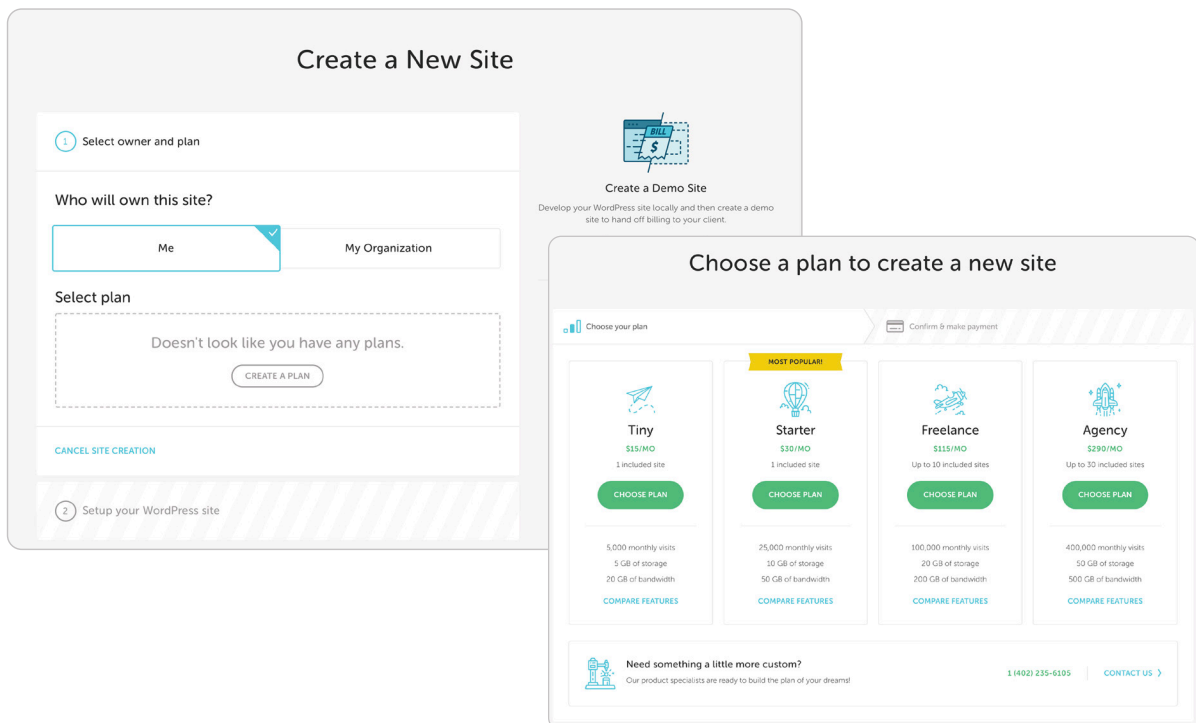 Create a New Site
1 Select owner and plan
Who will own this site?
Me
My Organization
Select plan
Doesn't look like you have any plans.
CREATE A PLAN
CANCEL SITE CREATION
2 Setup your WordPress site
BILL
$
Create a Demo Site
Develop your WordPress site locally and then create a demo
site to hand off billing to your client.
Choose a plan to create a new site
Choose your plan
Confirm & make payment
Tiny
$15/MO
1 included site
CHOOSE PLAN
5,000 monthly visits
5 GB of storage
20 GB of bandwidth
COMPARE FEATURES
MOST POPULAR!
Starter
$30/MO
1 included site
CHOOSE PLAN
25,000 monthly visits
10 GB of storage
50 GB of bandwidth
COMPARE FEATURES
Freelance
$115/MO
Up to 10 included sites
CHOOSE PLAN
100,000 monthly visits
20 GB of storage
200 GB of bandwidth
COMPARE FEATURES
Agency
$290/MO
Up to 30 included sites
CHOOSE PLAN
400,000 monthly visits
50 GB of storage
500 GB of bandwidth
COMPARE FEATURES
Need something a little more custom?
Our product specialists are ready to build the plan of your dreams!
1 (402) 235-6105
CONTACT US